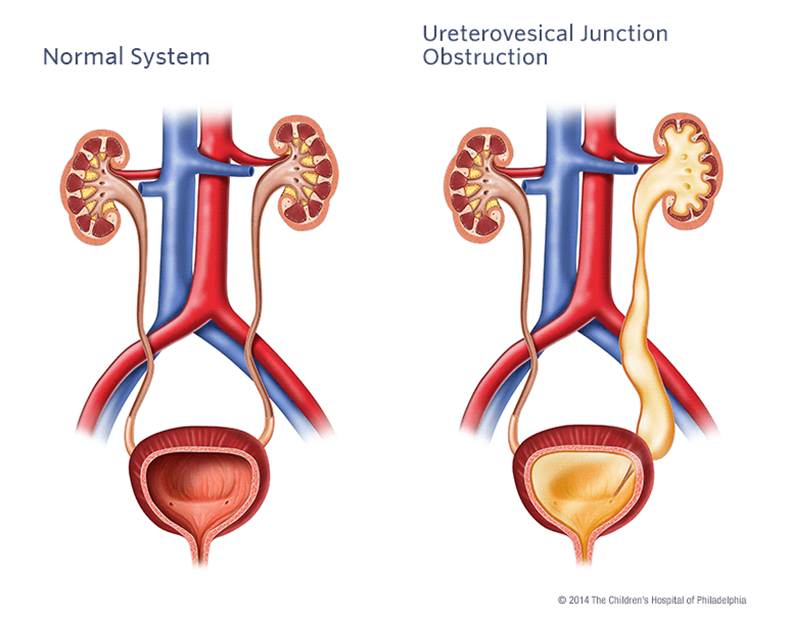 Normal System
Ureterovesical Junction
Obstruction
© 2014 The Children's Hospital of Philadelphia